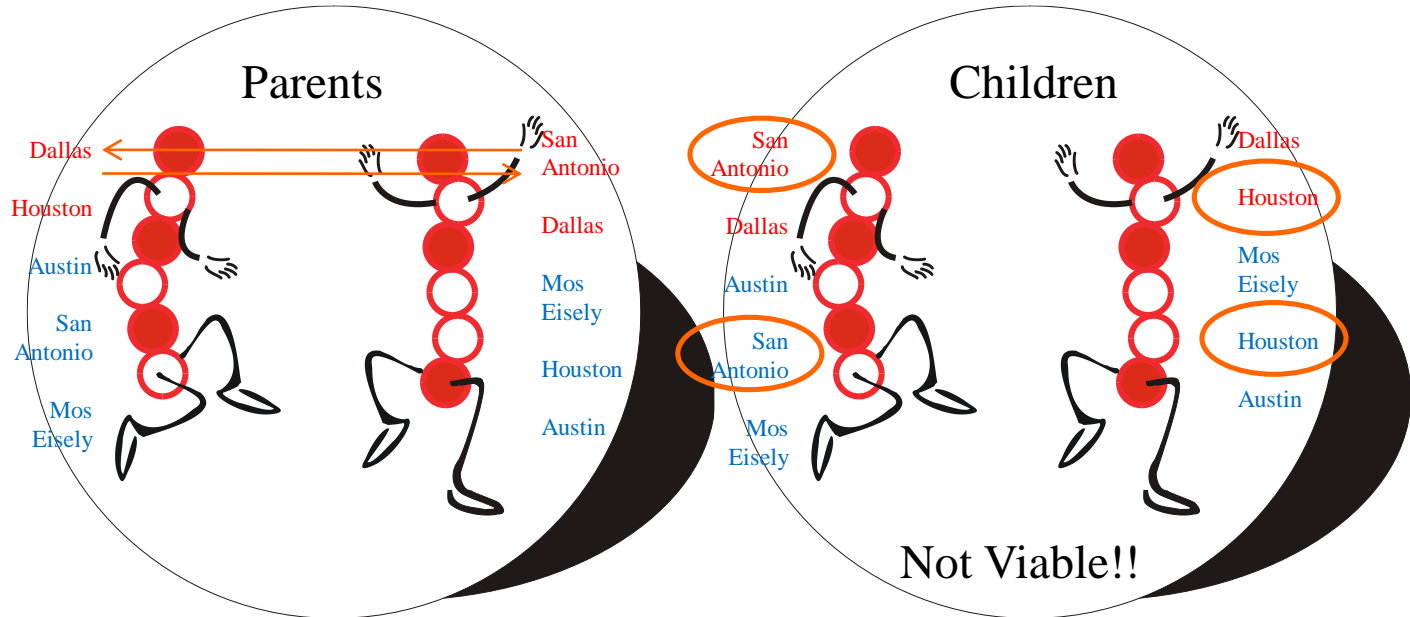 Parents
Dallas
Houston
Austin
San
Antonio
Mos
Eisely
San
Antonio
Dallas
Mos
Eisely
Houston
Austin
Children
San
Antonio
Dallas
Austin
San
Antonio
Mos
Eisely
Dallas
Houston
Mos
Eisely
Houston
Austin
Not Viable!!